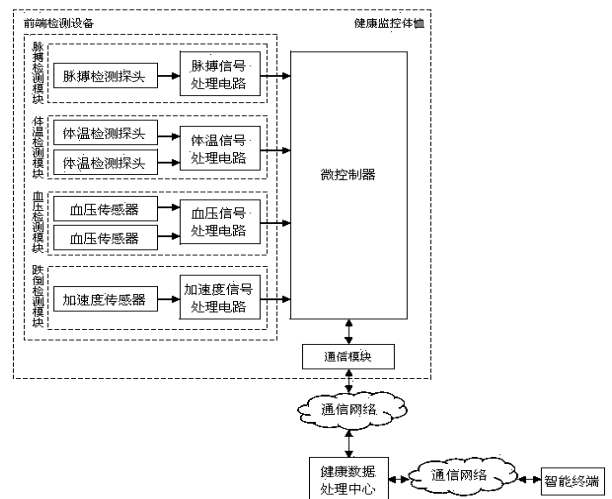 前端检测设备
健康监控体恤
脉搏检测模块
脉搏检测探头
脉搏信号
处理电路
体温检测模块
体温检测探头
体温检测探头
体温信号
处理电路
微控制器
血压检测模块
血压传感器
血压传感器
血压信号
处理电路
跌倒检测模块
加速度传感器
加速度信号
处理电路
通信模块
通信网络
健康数据
处理中心
通信网络
智能终端